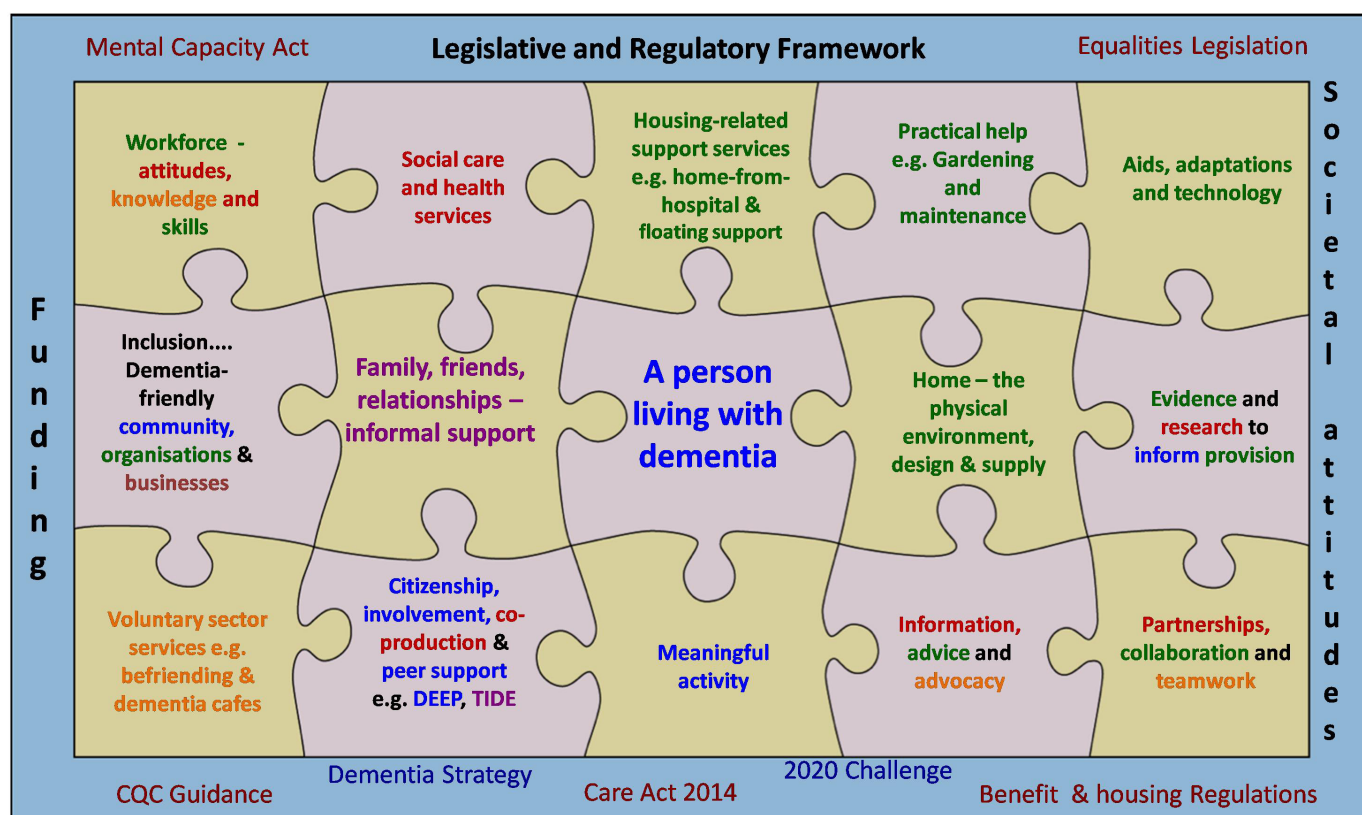 Mental Capacity Act
Legislative and Regulatory Framework
Equalities Legislation
Funding
Societal attitudes
Workforce -
attitudes,
knowledge and
skills
Social care
and health
services
Housing-related
support services
e.g. home-from-
hospital &
floating support
Practical help
e.g. Gardening
and
maintenance
Aids, adaptations
and technology
Inclusion....
Dementia-
friendly
community,
organisations &
businesses
Family, friends,
relationships –
informal support
A person
living with
dementia
Home – the
physical
environment,
design & supply
Evidence and
research to
inform provision
Voluntary sector
services e.g.
befriending &
dementia cafes
Citizenship,
involvement, co-
production &
peer support
e.g. DEEP, TIDE
Meaningful
activity
Information,
advice and
advocacy
Partnerships,
collaboration and
teamwork
CQC Guidance
Dementia Strategy
Care Act 2014
2020 Challenge
Benefit & housing Regulations